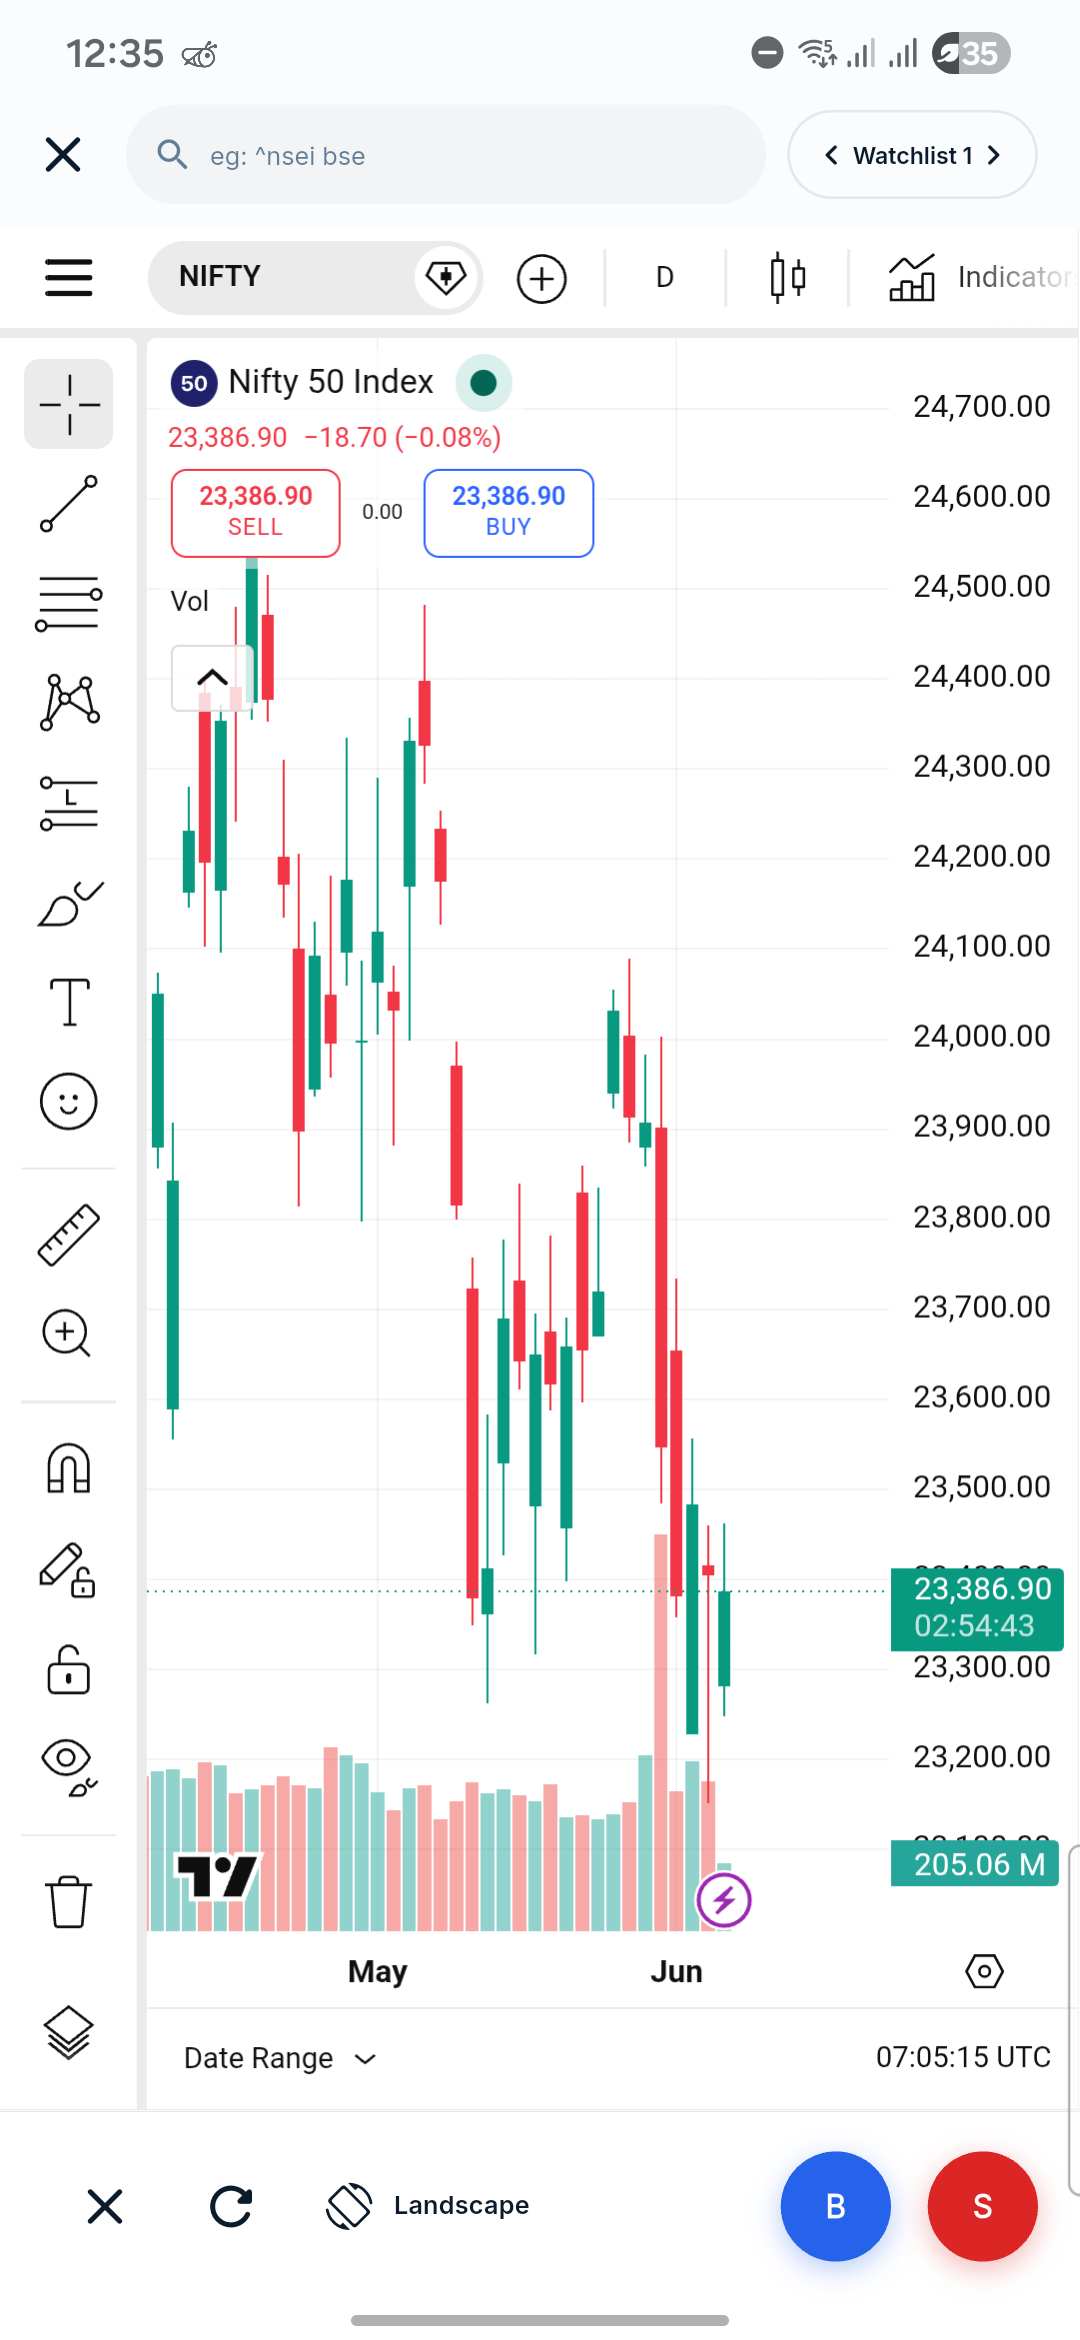 12:35
5
35
eg: ^nsei bse
Watchlist 1
NIFTY
D
Indicator
50 Nifty 50 Index
23,386.90 −18.70 (−0.08%)
23,386.90
SELL
0.00
23,386.90
BUY
Vol
24,700.00
24,600.00
24,500.00
24,400.00
24,300.00
24,200.00
24,100.00
24,000.00
23,900.00
23,800.00
23,700.00
23,600.00
23,500.00
23,386.90
02:54:43
23,300.00
23,200.00
205.06 M
May
Jun
Date Range
07:05:15 UTC
Landscape
B
S